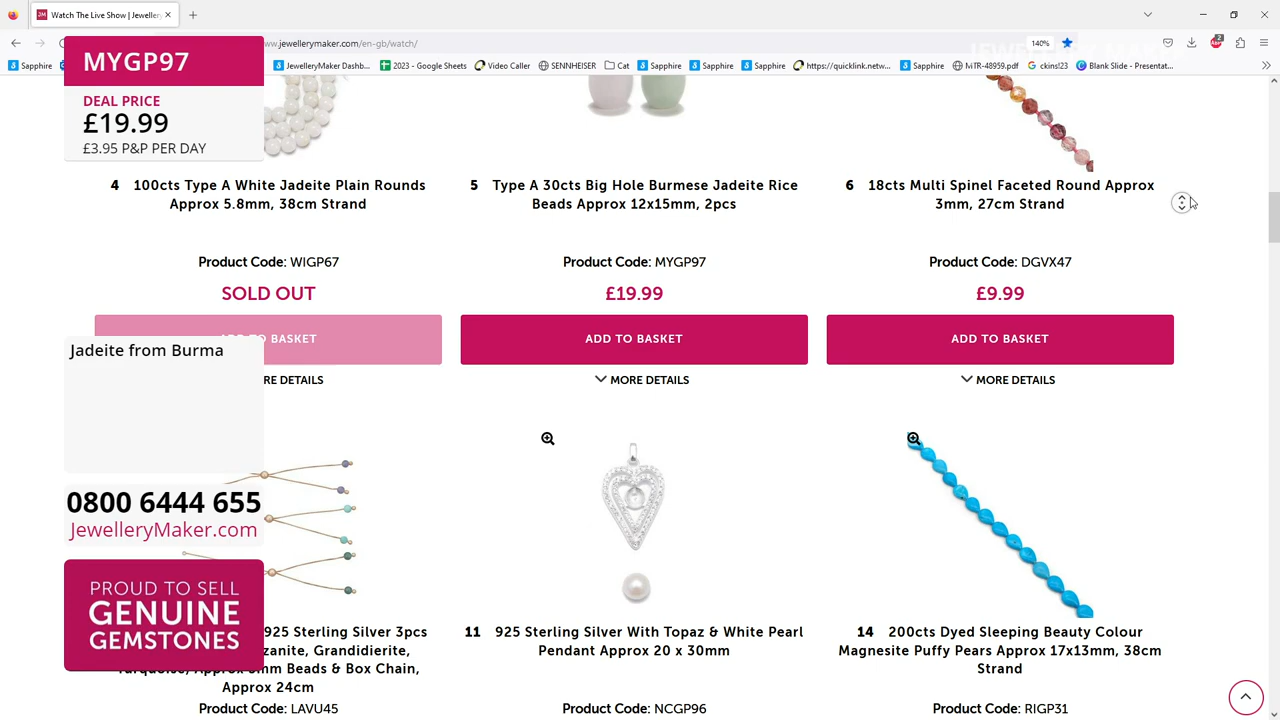 Watch The Live Show | Jeweller
ww.jewellerymaker.com/en-gb/watch/
140%
2
Sapphire
JewelleryMaker Dashb...
2023 - Google Sheets
Video Caller
SENNHEISER
Cat
Sapphire
Sapphire
Sapphire
https://quicklink.netw...
Sapphire
MTR-48959.pdf
ckins!23
Blank Slide - Presentat...
MYGP97
DEAL PRICE
£19.99
£3.95 P&P PER DAY
4 100cts Type A White Jadeite Plain Rounds
Approx 5.8mm, 38cm Strand
Product Code: WIGP67
SOLD OUT
ADD TO BASKET
RE DETAILS
5 Type A 30cts Big Hole Burmese Jadeite Rice
Beads Approx 12x15mm, 2pcs
Product Code: MYGP97
£19.99
ADD TO BASKET
MORE DETAILS
6 18cts Multi Spinel Faceted Round Approx
3mm, 27cm Strand
Product Code: DGVX47
£9.99
ADD TO BASKET
MORE DETAILS
Jadeite from Burma
0800 6444 655
JewelleryMaker.com
PROUD TO SELL
GENUINE
GEMSTONES
925 Sterling Silver 3pcs
zanite, Grandidierite,
Turquoise, Approx 3mm Beads & Box Chain,
Approx 24cm
Product Code: LAVU45
11 925 Sterling Silver With Topaz & White Pearl
Pendant Approx 20 x 30mm
Product Code: NCGP96
14 200cts Dyed Sleeping Beauty Colour
Magnesite Puffy Pears Approx 17x13mm, 38cm
Strand
Product Code: RIGP31